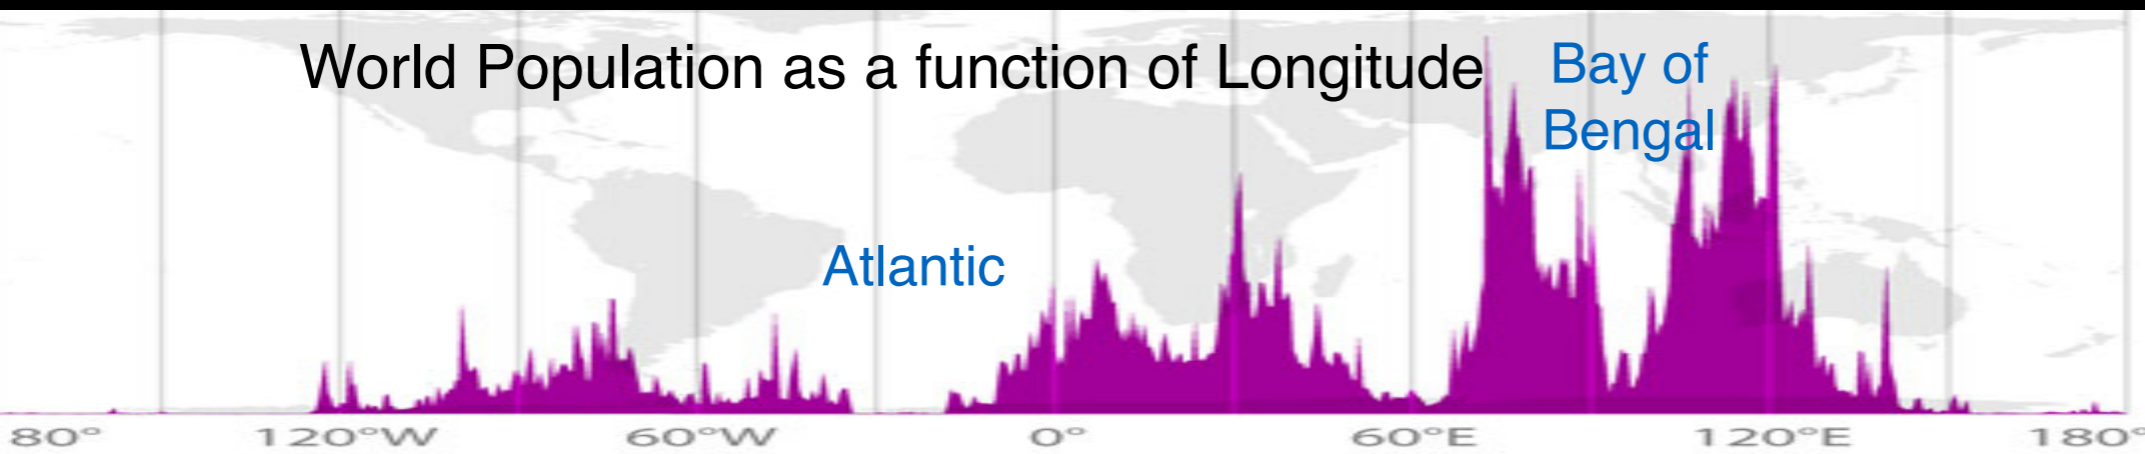 World Population as a function of Longitude
Bay of
Bengal
Atlantic
80° 120°W 60°W 0° 60°E 120°E 180°